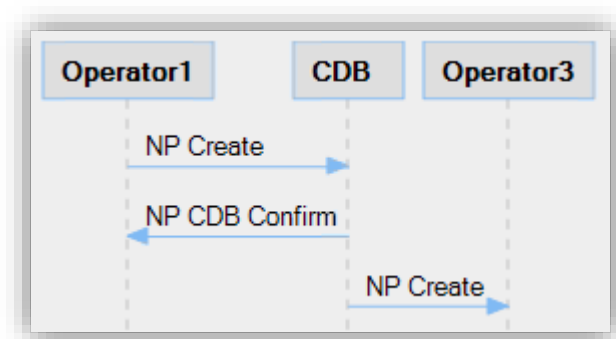 Operator1 CDB Operator3
NP Create
NP CDB Confirm
NP Create